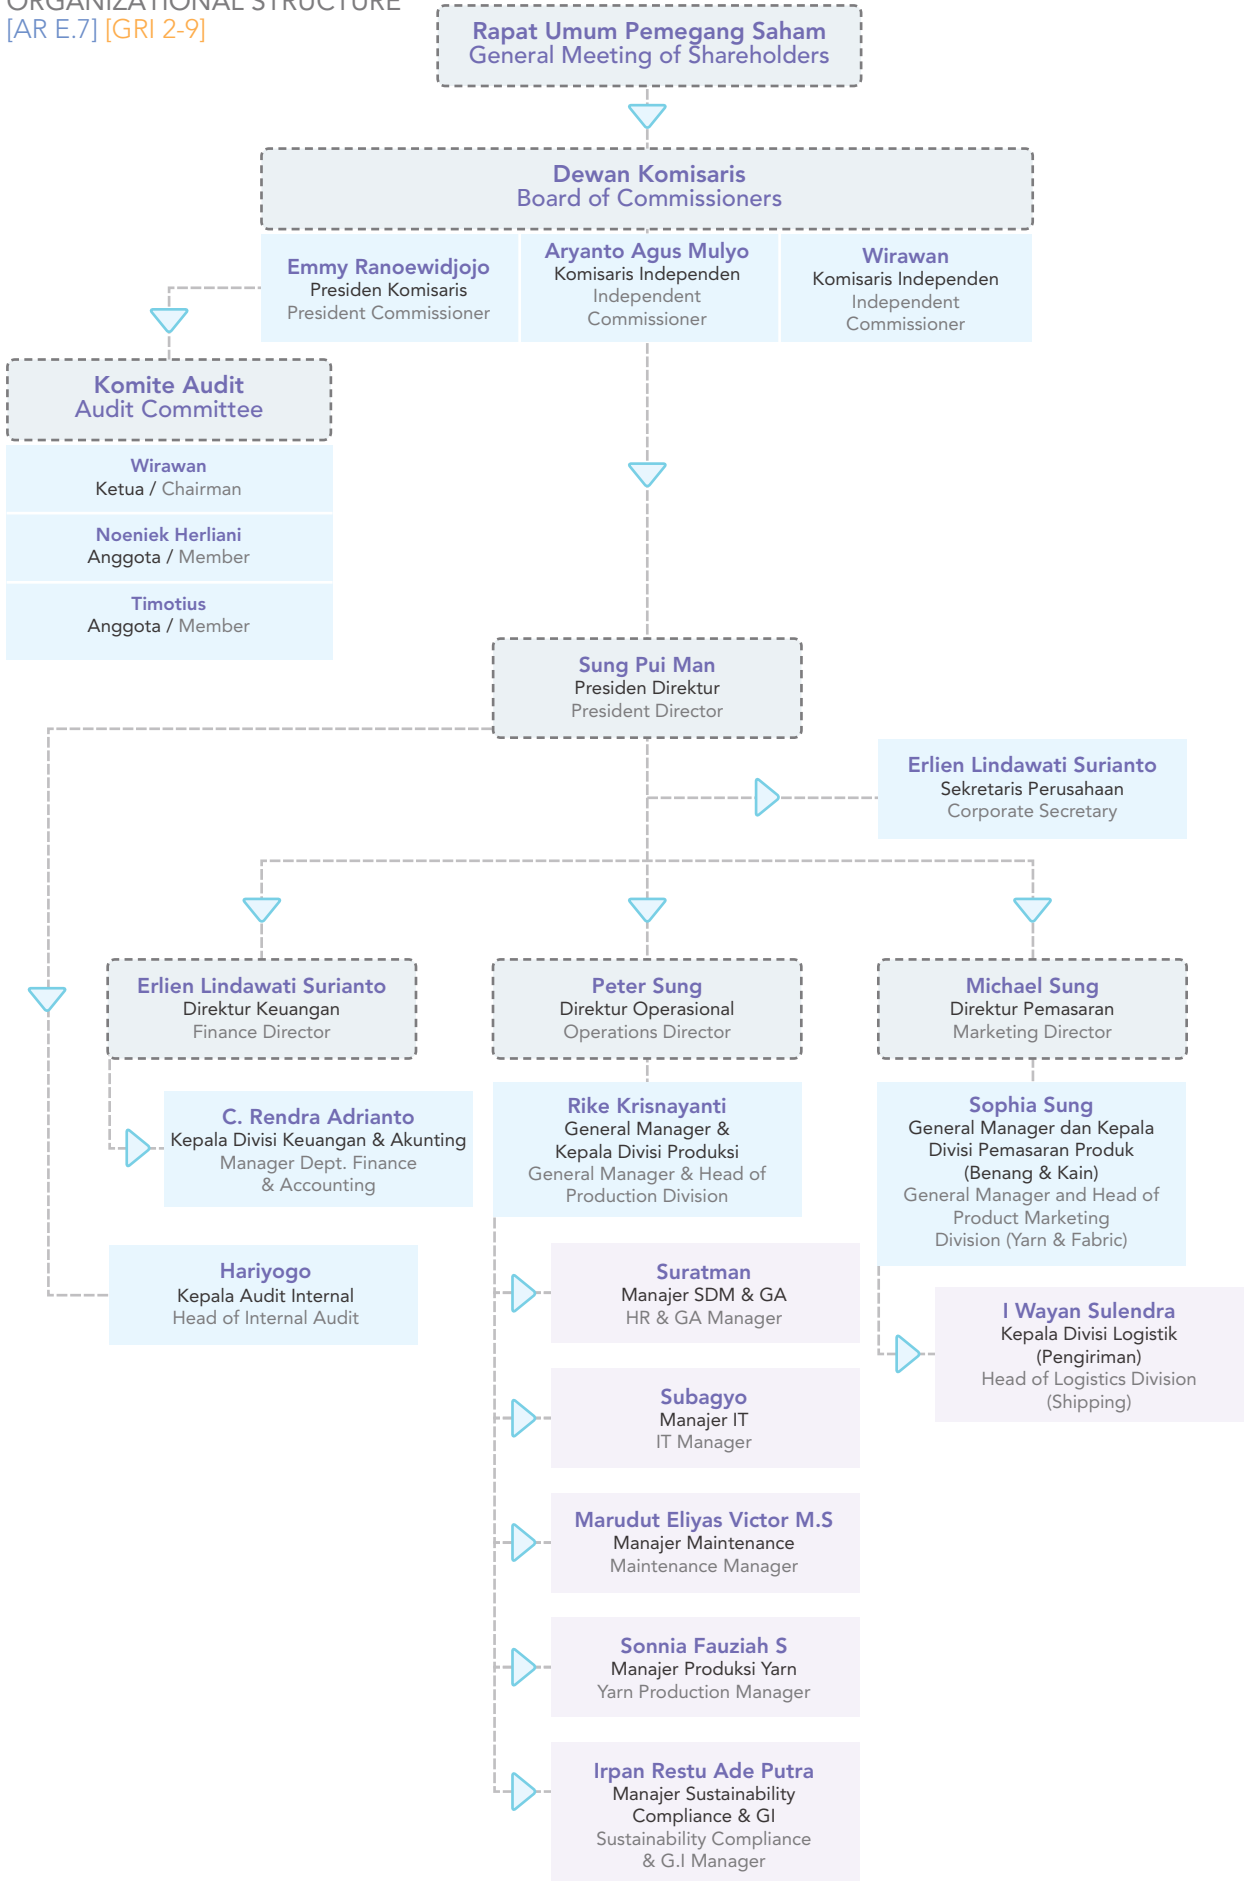 ORGANIZATIONAL STRUCTURE
[AR E.7] [GRI 2-9]
Rapat Umum Pemegang Saham
General Meeting of Shareholders
Dewan Komisaris
Board of Commissioners
Emmy Ranoewidjojo
Presiden Komisaris
President Commissioner
Aryanto Agus Mulyo
Komisaris Independen
Independent
Commissioner
Wirawan
Komisaris Independen
Independent
Commissioner
Komite Audit
Audit Committee
Wirawan
Ketua / Chairman
Noeniek Herliani
Anggota / Member
Timotius
Anggota / Member
Sung Pui Man
Presiden Direktur
President Director
Erlien Lindawati Surianto
Sekretaris Perusahaan
Corporate Secretary
Erlien Lindawati Surianto
Direktur Keuangan
Finance Director
Peter Sung
Direktur Operasional
Operations Director
Michael Sung
Direktur Pemasaran
Marketing Director
C. Rendra Adrianto
Kepala Divisi Keuangan & Akunting
Manager Dept. Finance
& Accounting
Rike Krisnayanti
General Manager &
Kepala Divisi Produksi
General Manager & Head of
Production Division
Sophia Sung
General Manager dan Kepala
Divisi Pemasaran Produk
(Benang & Kain)
General Manager and Head of
Product Marketing
Division (Yarn & Fabric)
Hariyogo
Kepala Audit Internal
Head of Internal Audit
Suratman
Manajer SDM & GA
HR & GA Manager
I Wayan Sulendra
Kepala Divisi Logistik
(Pengiriman)
Head of Logistics Division
(Shipping)
Subagyo
Manajer IT
IT Manager
Marudut Eliyas Victor M.S
Manajer Maintenance
Maintenance Manager
Sonnia Fauziah S
Manajer Produksi Yarn
Yarn Production Manager
Irpan Restu Ade Putra
Manajer Sustainability
Compliance & GI
Sustainability Compliance
& G.I Manager